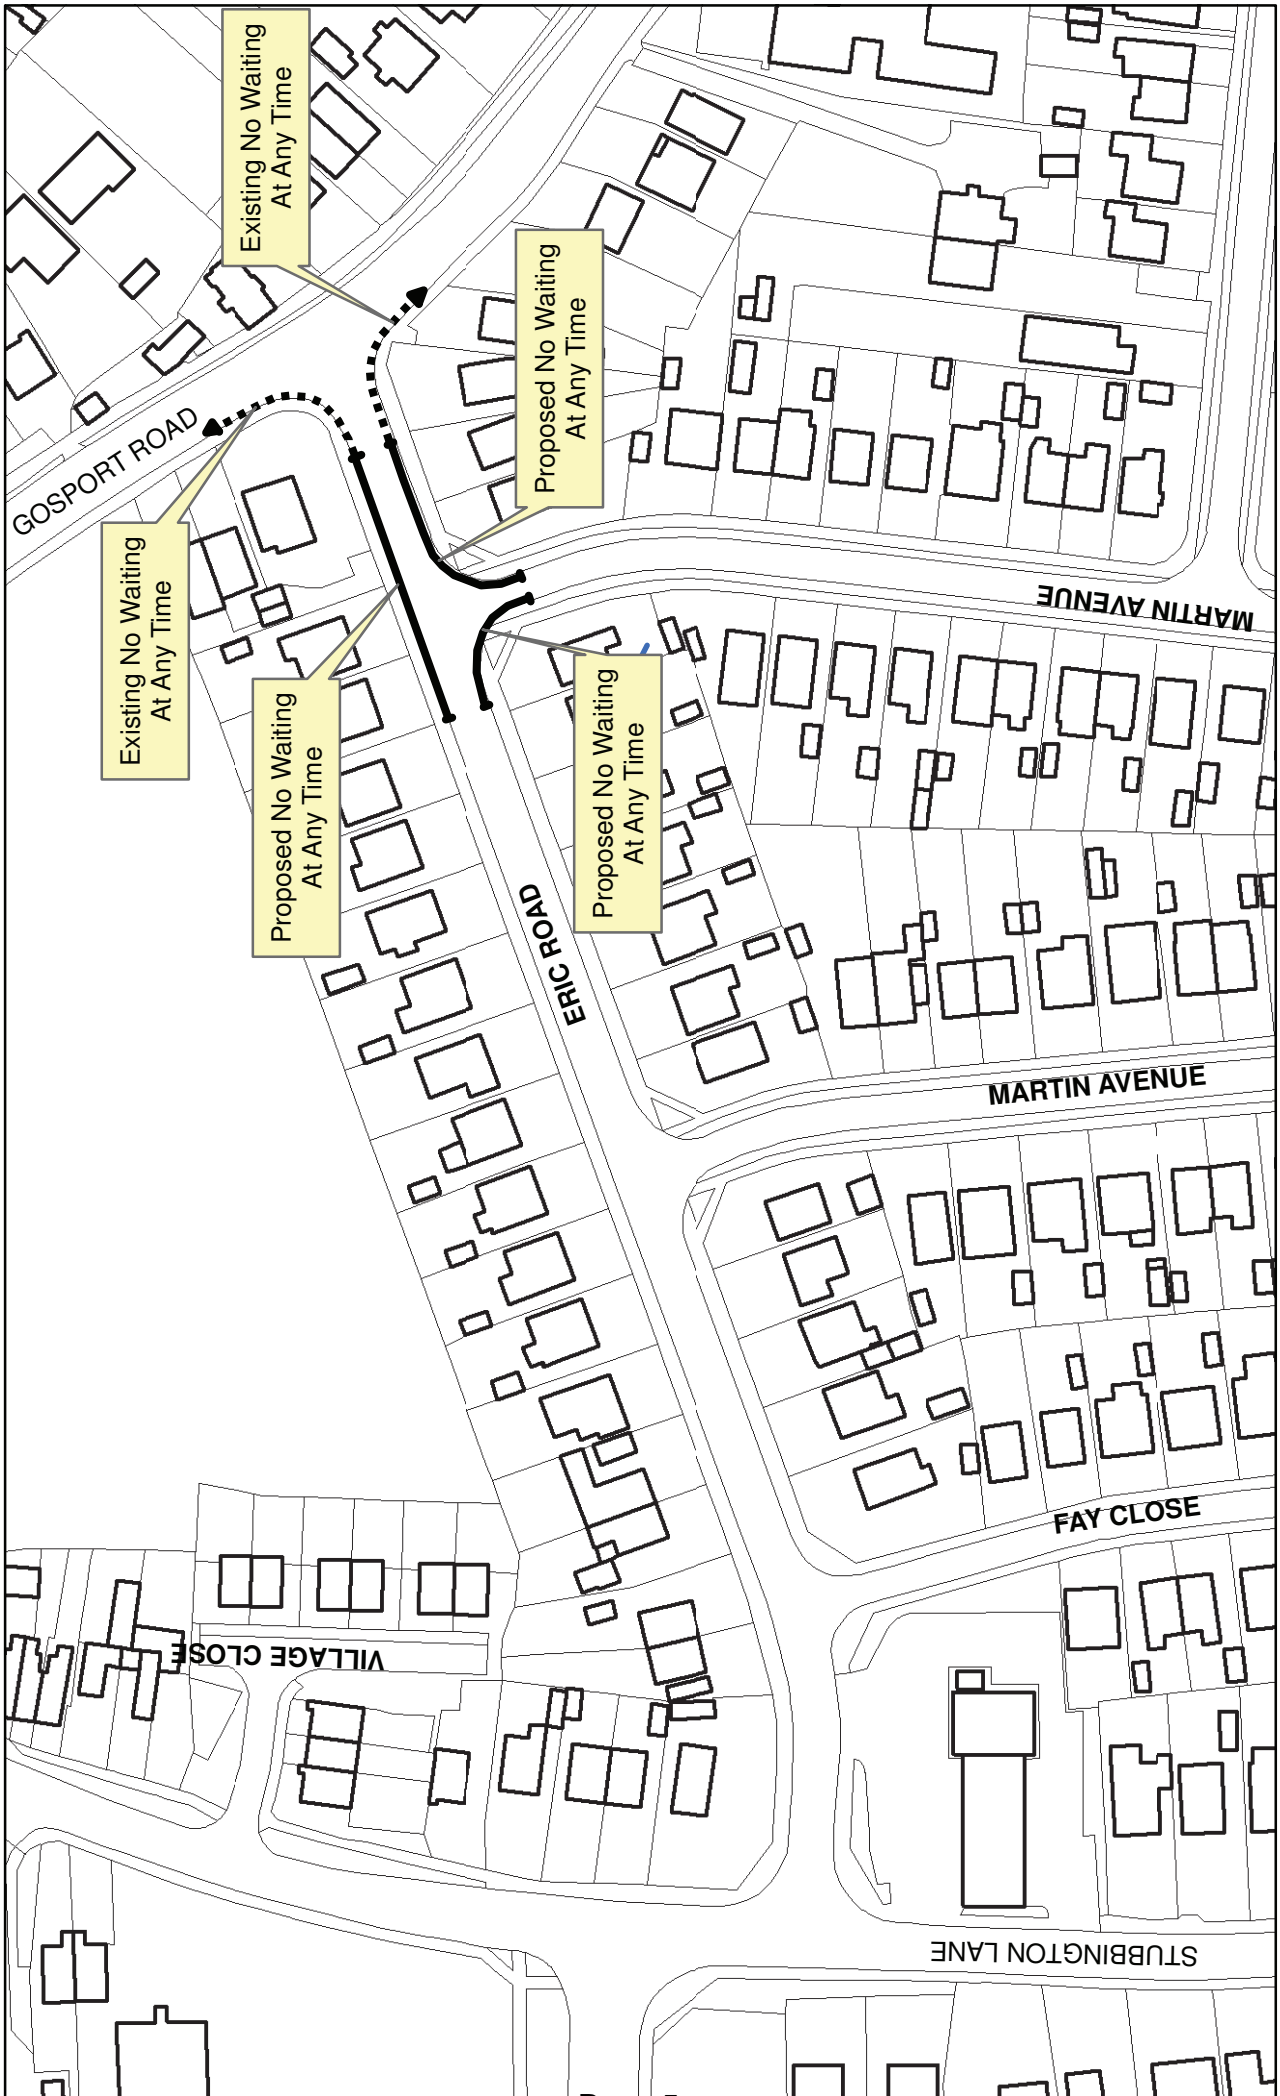 Existing No Waiting
At Any Time
GOSPORT ROAD
Existing No Waiting
At Any Time
Proposed No Waiting
At Any Time
Proposed No Waiting
At Any Time
Proposed No Waiting
At Any Time
MARTIN AVENUE
ERIC ROAD
MARTIN AVENUE
FAY CLOSE
VILLAGE CLOSE
STUBBINGTON LANE